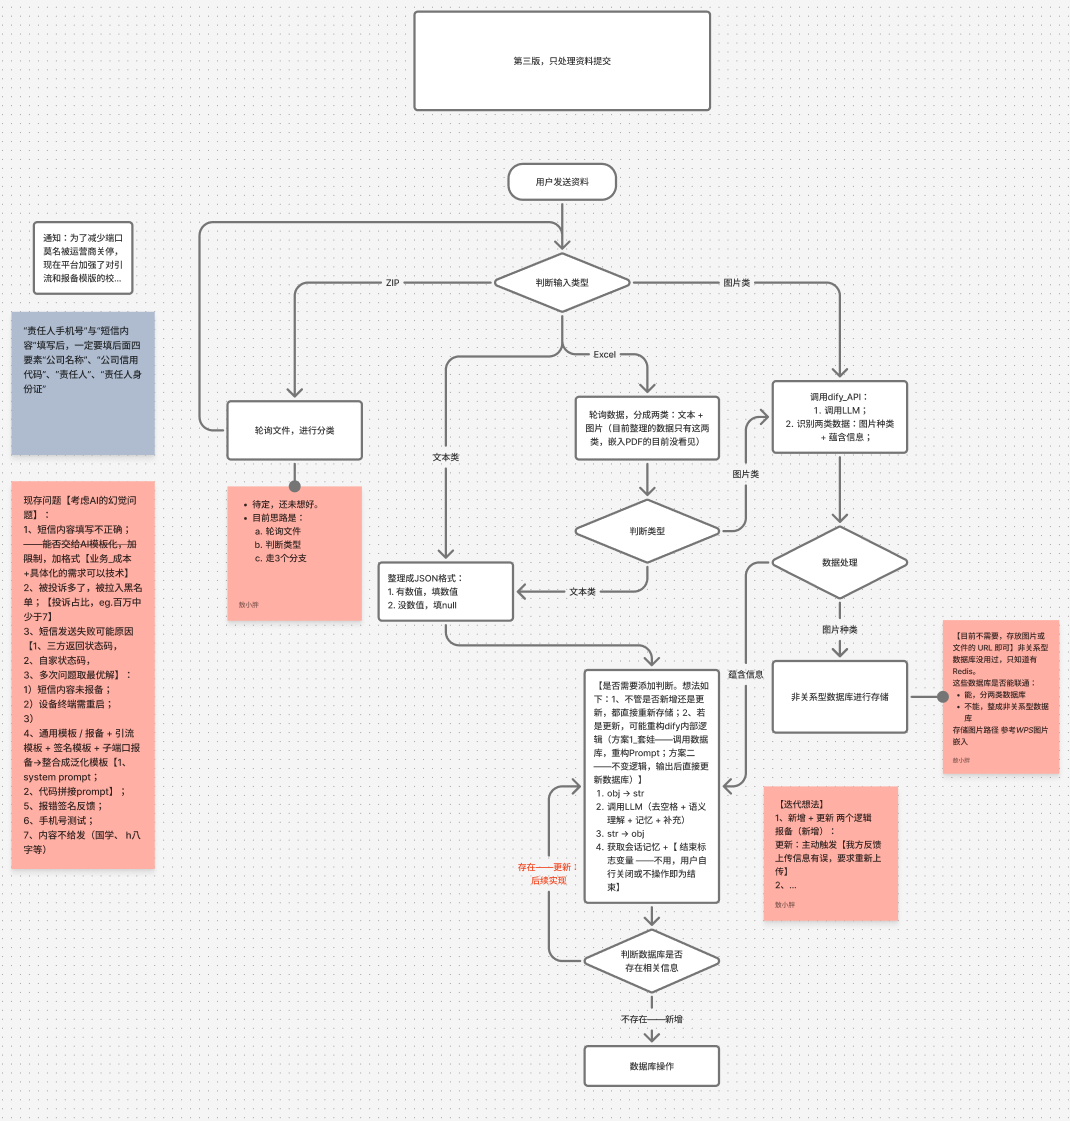 第三版，只处理资料提交
用户发送资料
通知：为了减少端口
莫名被运营商关停，
现在平台加强了对引
流和报备模版的校...
判断输入类型
ZIP
图片类
Excel
文本类
“责任人手机号”与“短信内
容”填写后，一定要填后面四
要素“公司名称”、“公司信用
代码”、“责任人”、“责任人身
份证”
轮询文件，进行分类
轮询数据，分成两类：文本 +
图片（目前整理的数据只有这两
类，嵌入PDF的目前没看见）
调用dify_API：
1. 调用LLM；
2. 识别两类数据：图片种类
+ 蕴含信息；
图片类
判断类型
文本类
数据处理
图片种类
蕴含信息
现存问题【考虑AI的幻觉问
题】：
1、短信内容填写不正确；
——能否交给AI模板化，加
限制，加格式【业务_成本
+具体化的需求可以技术】
2、被投诉多了，被拉入黑名
单；【投诉占比，eg.百万中
少于7】
3、短信发送失败可能原因
【1、三方返回状态码，
2、自家状态码，
3、多次问题取最优解】：
1）短信内容未报备；
2）设备终端需重启；
3）
4、通用模板 / 报备 + 引流
模板 + 签名模板 + 子端口报
备→整合成泛化模板【1、
system prompt；
2、代码拼接prompt】；
5、报错签名反馈；
6、手机号测试；
7、内容不给发（国学、 h八
字等）
• 待定，还未想好。
• 目前思路是：
a. 轮询文件
b. 判断类型
c. 走3个分支
敖小胖
整理成JSON格式：
1. 有数值，填数值
2. 没数值，填null
非关系型数据库进行存储
【目前不需要，存放图片或
文件的 URL 即可】非关系型
数据库没用过，只知道有
Redis。
这些数据库是否能联通：
• 能，分两类数据库
• 不能，整成非关系型数据
库
存储图片路径 参考WPS图片
嵌入
敖小胖
【是否需要添加判断。想法如
下：1、不管是否新增还是更
新，都直接重新存储；2、若
是更新，可能重构dify内部逻
辑（方案1_套娃——调用数据
库，重构Prompt；方案二
——不变逻辑，输出后直接更
新数据库）】
1. obj → str
2. 调用LLM（去空格 + 语义
理解 + 记忆 + 补充）
3. str → obj
4. 获取会话记忆 +【 结束标
志变量 ——不用，用户自
行关闭或不操作即为结
束】
【迭代想法】
1、新增 + 更新 两个逻辑
报备（新增）：
更新：主动触发【我方反馈
上传信息有误，要求重新上
传】
2、...
敖小胖
存在——更新：
后续实现
判断数据库是否
存在相关信息
不存在——新增
数据库操作